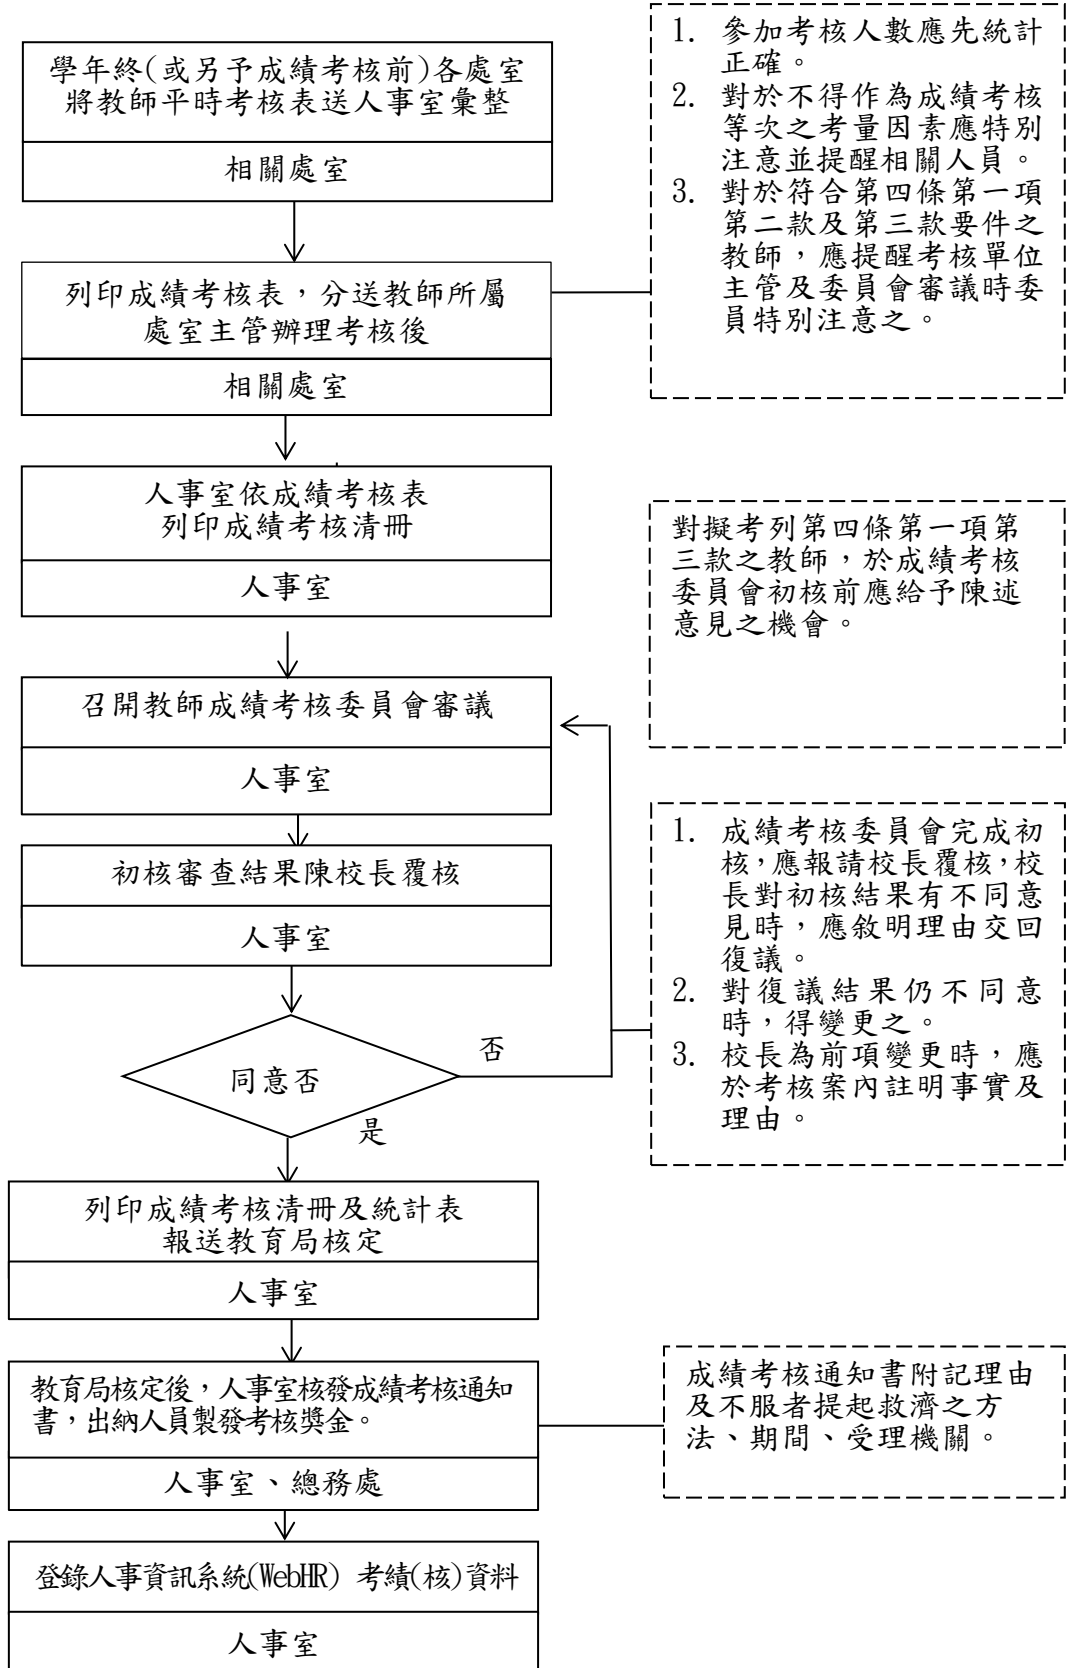 學年終(或另予成績考核前)各處室
將教師平時考核表送人事室彙整
相關處室
1. 參加考核人數應先統計
正確。
2. 對於不得作為成績考核
等次之考量因素應特別
注意並提醒相關人員。
3. 對於符合第四條第一項
第二款及第三款要件之
教師，應提醒考核單位
主管及委員會審議時委
員特別注意之。
列印成績考核表，分送教師所屬
處室主管辦理考核後
相關處室
人事室依成績考核表
列印成績考核清冊
人事室
對擬考列第四條第一項第
三款之教師，於成績考核
委員會初核前應給予陳述
意見之機會。
召開教師成績考核委員會審議
人事室
初核審查結果陳校長覆核
人事室
1. 成績考核委員會完成初
核，應報請校長覆核，校
長對初核結果有不同意
見時，應敘明理由交回
復議。
2. 對復議結果仍不同意
時，得變更之。
3. 校長為前項變更時，應
於考核案內註明事實及
理由。
同意否
否
是
列印成績考核清冊及統計表
報送教育局核定
人事室
教育局核定後，人事室核發成績考核通知
書，出納人員製發考核獎金。
人事室、總務處
成績考核通知書附記理由
及不服者提起救濟之方
法、期間、受理機關。
登錄人事資訊系統(WebHR) 考績(核)資料
人事室